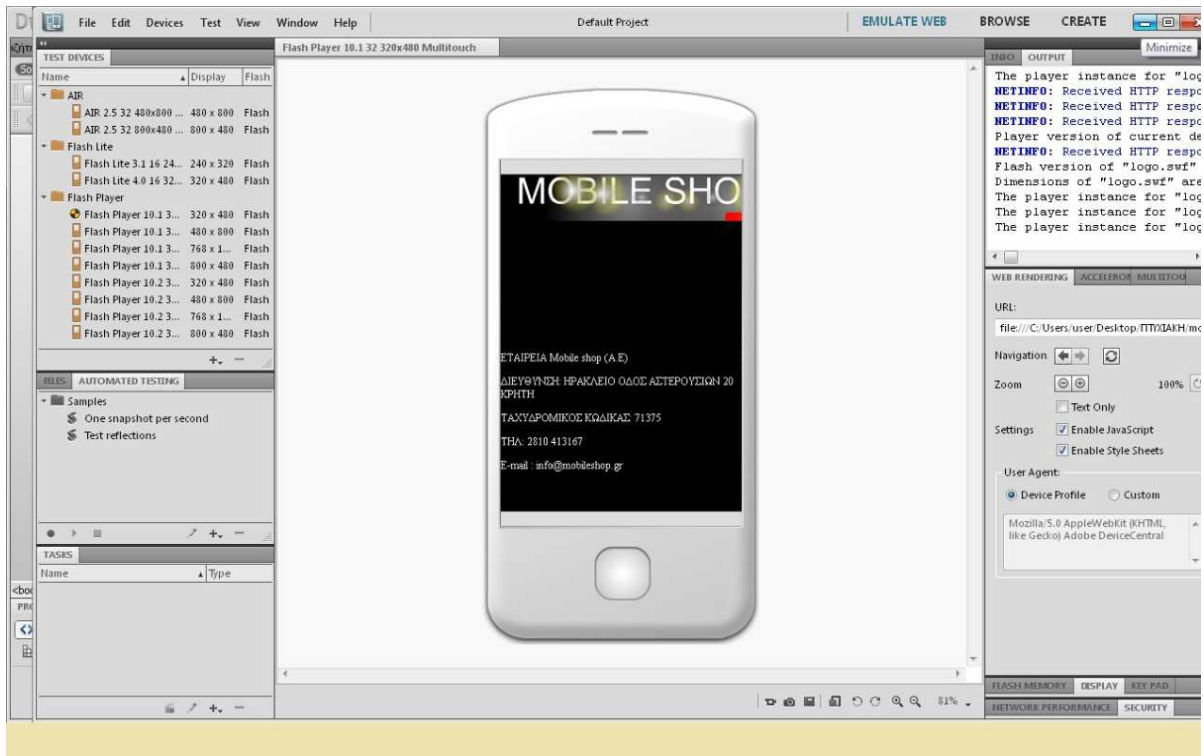 File Edit Devices Test View Window Help
Default Project
EMULATE WEB BROWSE CREATE
Minimize
TEST DEVICES
Name Display Flash
AIR
AIR 2.5 32 480x800 ... 480 x 800 Flash
AIR 2.5 32 800x480 ... 800 x 480 Flash
Flash Lite
Flash Lite 3.1 16 24... 240 x 320 Flash
Flash Lite 4.0 16 32... 320 x 480 Flash
Flash Player
Flash Player 10.1 3... 320 x 480 Flash
Flash Player 10.1 3... 480 x 800 Flash
Flash Player 10.1 3... 768 x 1... Flash
Flash Player 10.1 3... 800 x 480 Flash
Flash Player 10.2 3... 320 x 480 Flash
Flash Player 10.2 3... 480 x 800 Flash
Flash Player 10.2 3... 768 x 1... Flash
Flash Player 10.2 3... 800 x 480 Flash
FILES AUTOMATED TESTING
Samples
One snapshot per second
Test reflections
TASKS
Name Type
Flash Player 10.1 32 320x480 Multitouch
MOBILE SHO
ΕΤΑΙΡΕΙΑ Mobile shop (Α.Ε)
ΔΙΕΥΘΥΝΣΗ: ΗΡΑΚΛΕΙΟ ΟΔΟΣ ΑΣΤΕΡΟΥΣΙΩΝ 20
ΚΡΗΤΗ
ΤΑΧΥΔΡΟΜΙΚΟΣ ΚΩΔΙΚΑΣ: 71375
ΤΗΛ: 2810 413167
E-mail : info@mobileshop.gr
81%
INFO OUTPUT
The player instance for "log
NETINFO: Received HTTP respo
NETINFO: Received HTTP respo
NETINFO: Received HTTP respo
Player version of current de
NETINFO: Received HTTP respo
Flash version of "logo.swf"
Dimensions of "logo.swf" are
The player instance for "log
The player instance for "log
The player instance for "log
WEB RENDERING ACCELEROM MULTITOU
URL:
file:///C:/Users/user/Desktop/ΠΤΥΧΙΑΚΗ/mo
Navigation
Zoom 100%
Text Only
Settings Enable JavaScript
Enable Style Sheets
User Agent:
Device Profile Custom
Mozilla/5.0 AppleWebKit (KHTML,
like Gecko) Adobe DeviceCentral
FLASH MEMORY DISPLAY KEY PAD
NETWORK PERFORMANCE SECURITY